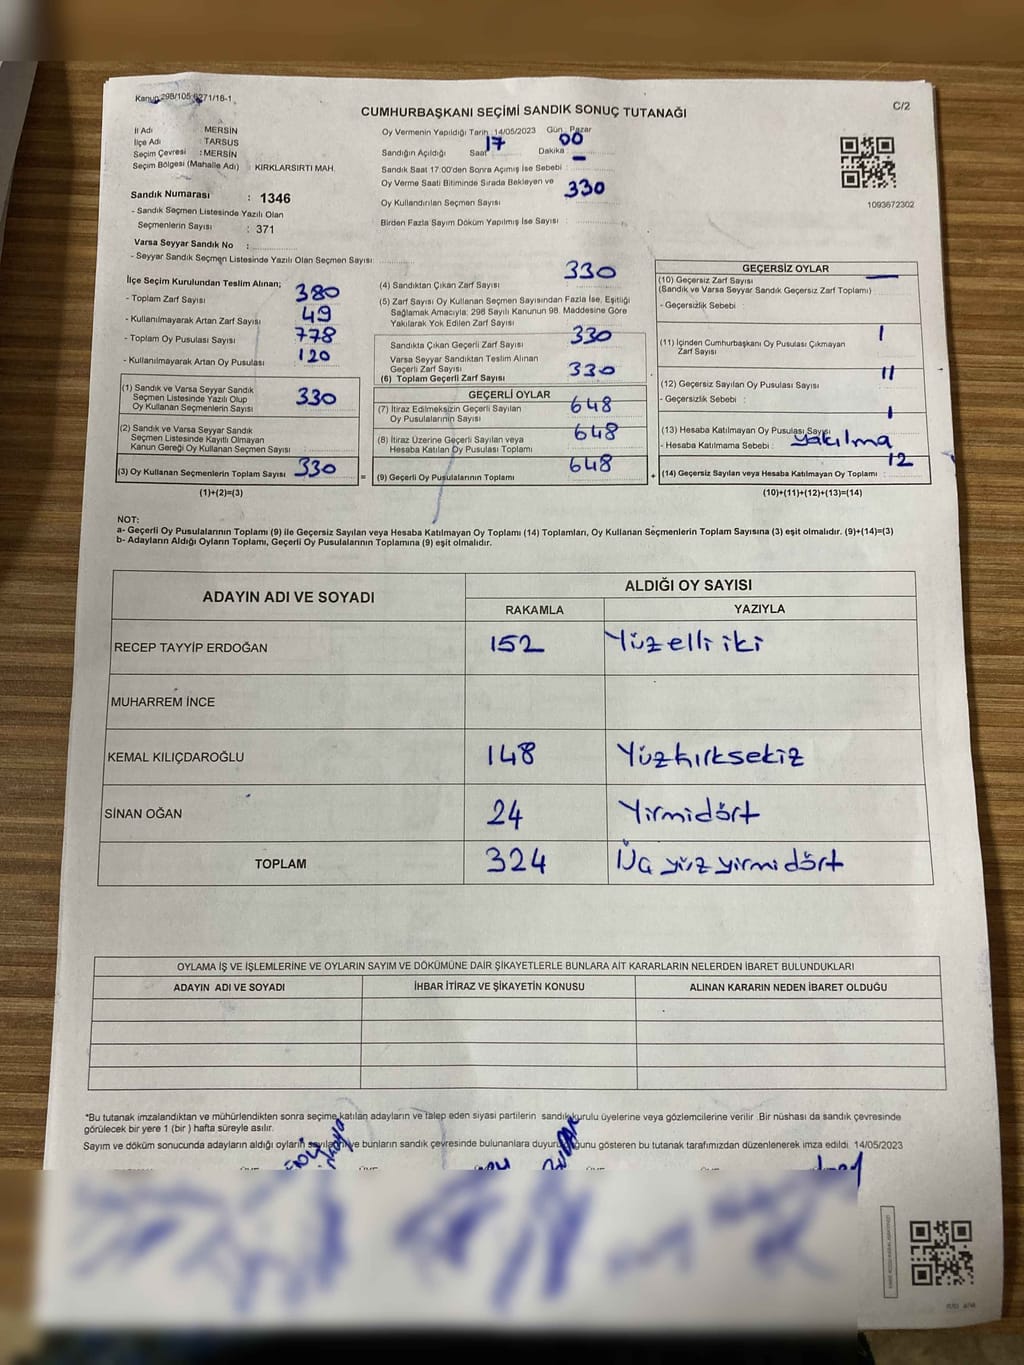 Kanun 298/105 6271/16-1
C/2
CUMHURBAŞKANI SEÇİMİ SANDIK SONUÇ TUTANAĞI
İl Adı : MERSİN
İlçe Adı : TARSUS
Seçim Çevresi : MERSİN
Seçim Bölgesi (Mahalle Adı) : KIRKLARSIRTI MAH.
Sandık Numarası : 1346
- Sandık Seçmen Listesinde Yazılı Olan
Seçmenlerin Sayısı : 371
Varsa Seyyar Sandık No :
- Seyyar Sandık Seçmen Listesinde Yazılı Olan Seçmen Sayısı:
Oy Vermenin Yapıldığı Tarih : 14/05/2023 Gün : Pazar
Sandığın Açıldığı Saat 17 Dakika : 00
Sandık Saat 17:00'den Sonra Açımış İse Sebebi : —
Oy Verme Saati Bitiminde Sırada Bekleyen ve
Oy Kullandırılan Seçmen Sayısı 330
Birden Fazla Sayım Döküm Yapılmış İse Sayısı :
1093672302
İlçe Seçim Kurulundan Teslim Alınan;
- Toplam Zarf Sayısı 380
- Kullanılmayarak Artan Zarf Sayısı 49
- Toplam Oy Pusulası Sayısı 778
- Kullanılmayarak Artan Oy Pusulası 120
(1) Sandık ve Varsa Seyyar Sandık
Seçmen Listesinde Yazılı Olup
Oy Kullanan Seçmenlerin Sayısı 330
(2) Sandık ve Varsa Seyyar Sandık
Seçmen Listesinde Kayıtlı Olmayan
Kanun Gereği Oy Kullanan Seçmen Sayısı
(3) Oy Kullanan Seçmenlerin Toplam Sayısı 330
(1)+(2)=(3)
=
(4) Sandıktan Çıkan Zarf Sayısı 330
(5) Zarf Sayısı Oy Kullanan Seçmen Sayısından Fazla İse, Eşitliği
Sağlamak Amacıyla; 298 Sayılı Kanunun 98. Maddesine Göre
Yakılarak Yok Edilen Zarf Sayısı
Sandıkta Çıkan Geçerli Zarf Sayısı 330
Varsa Seyyar Sandıktan Teslim Alınan
Geçerli Zarf Sayısı
(6) Toplam Geçerli Zarf Sayısı 330
GEÇERLİ OYLAR
(7) İtiraz Edilmeksizin Geçerli Sayılan
Oy Pusulalarının Sayısı 648
(8) İtiraz Üzerine Geçerli Sayılan veya
Hesaba Katılan Oy Pusulası Toplamı 648
(9) Geçerli Oy Pusulalarının Toplamı 648
+
GEÇERSİZ OYLAR
(10) Geçersiz Zarf Sayısı —
(Sandık ve Varsa Seyyar Sandık Geçersiz Zarf Toplamı)
- Geçersizlik Sebebi :
(11) İçinden Cumhurbaşkanı Oy Pusulası Çıkmayan
Zarf Sayısı 1
(12) Geçersiz Sayılan Oy Pusulası Sayısı 11
- Geçersizlik Sebebi :
(13) Hesaba Katılmayan Oy Pusulası Sayısı 1
- Hesaba Katılmama Sebebi : Yakılma
(14) Geçersiz Sayılan veya Hesaba Katılmayan Oy Toplamı : 12
(10)+(11)+(12)+(13)=(14)
NOT:
a- Geçerli Oy Pusulalarının Toplamı (9) ile Geçersiz Sayılan veya Hesaba Katılmayan Oy Toplamı (14) Toplamları, Oy Kullanan Seçmenlerin Toplam Sayısına (3) eşit olmalıdır. (9)+(14)=(3)
b- Adayların Aldığı Oyların Toplamı, Geçerli Oy Pusulalarının Toplamına (9) eşit olmalıdır.
ADAYIN ADI VE SOYADI ALDIĞI OY SAYISI
RAKAMLA YAZIYLA
RECEP TAYYİP ERDOĞAN 152 Yüzelli iki
MUHARREM İNCE
KEMAL KILIÇDAROĞLU 148 Yüzkırksekiz
SİNAN OĞAN 24 Yirmidört
TOPLAM 324 Üç yüz yirmidört
OYLAMA İŞ VE İŞLEMLERİNE VE OYLARIN SAYIM VE DÖKÜMÜNE DAİR ŞİKAYETLERLE BUNLARA AİT KARARLARIN NELERDEN İBARET BULUNDUKLARI
ADAYIN ADI VE SOYADI İHBAR İTİRAZ VE ŞİKAYETİN KONUSU ALINAN KARARIN NEDEN İBARET OLDUĞU
*Bu tutanak imzalandıktan ve mühürlendikten sonra seçime katılan adayların ve talep eden siyasi partilerin sandık kurulu üyelerine veya gözlemcilerine verilir. Bir nüshası da sandık çevresinde
görülecek bir yere 1 (bir) hafta süreyle asılır.
Sayım ve döküm sonucunda adayların aldığı oyların sayıları ve bunların sandık çevresinde bulunanlara duyurulduğunu gösteren bu tutanak tarafımızdan düzenlenerek imza edildi. 14/05/2023